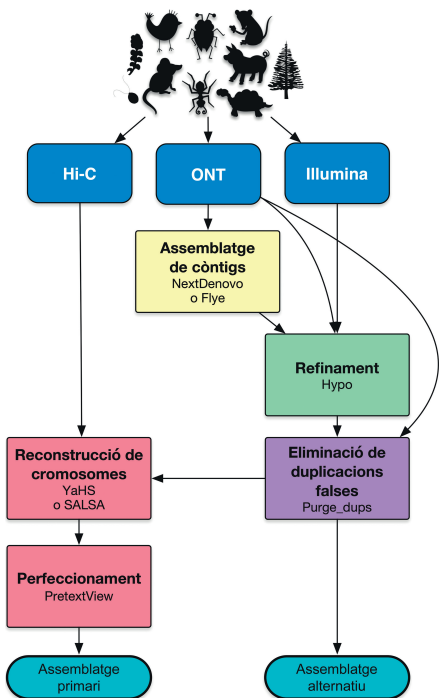 Hi-C
ONT
Illumina
Assemblatge
de còntigs
NextDenovo
o Flye
Refinament
Hypo
Reconstrucció de
cromosomes
YaHS
o SALSA
Eliminació de
duplicacions
falses
Purge_dups
Perfeccionament
PretextView
Assemblatge
primari
Assemblatge
alternatiu